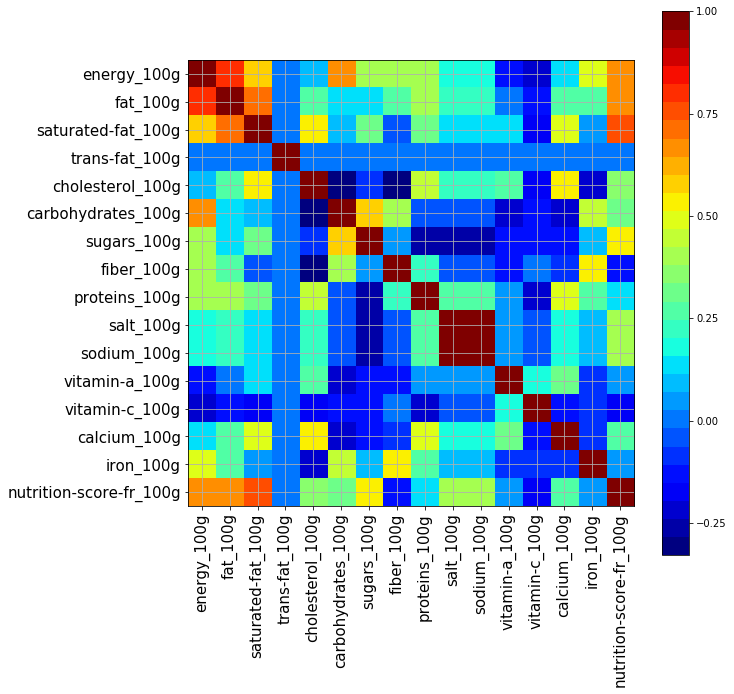 energy_100g
fat_100g
saturated-fat_100g
trans-fat_100g
cholesterol_100g
carbohydrates_100g
sugars_100g
fiber_100g
proteins_100g
salt_100g
sodium_100g
vitamin-a_100g
vitamin-c_100g
calcium_100g
iron_100g
nutrition-score-fr_100g
energy_100g
fat_100g
saturated-fat_100g
trans-fat_100g
cholesterol_100g
carbohydrates_100g
sugars_100g
fiber_100g
proteins_100g
salt_100g
sodium_100g
vitamin-a_100g
vitamin-c_100g
calcium_100g
iron_100g
nutrition-score-fr_100g
1.00
0.75
0.50
0.25
0.00
−0.25